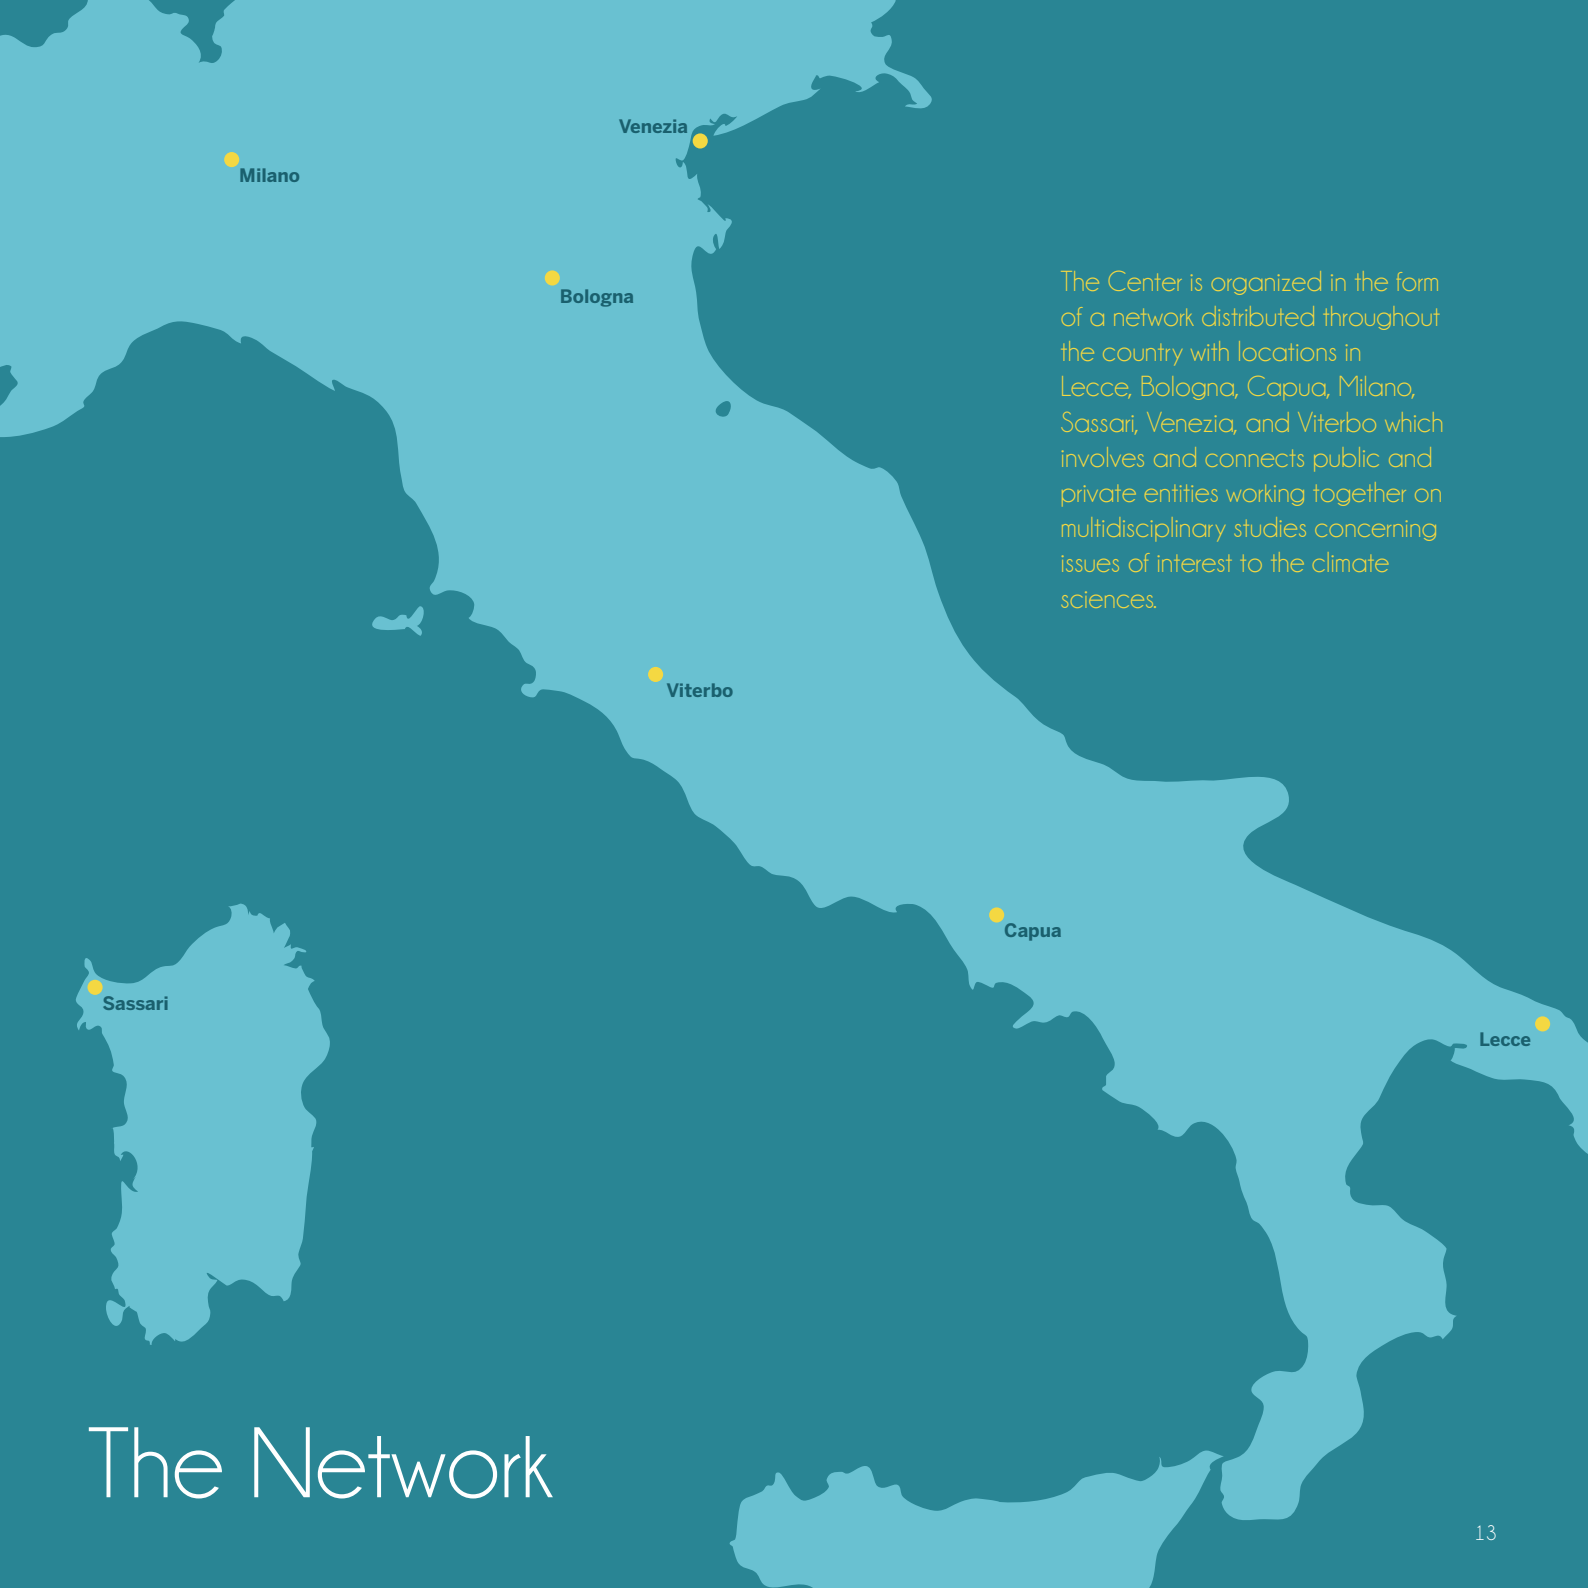 Venezia
Milano
Bologna
The Center is organized in the form
of a network distributed throughout
the country with locations in
Lecce, Bologna, Capua, Milano,
Sassari, Venezia, and Viterbo which
involves and connects public and
private entities working together on
multidisciplinary studies concerning
issues of interest to the climate
sciences.
Viterbo
Capua
Sassari
Lecce
The Network
13